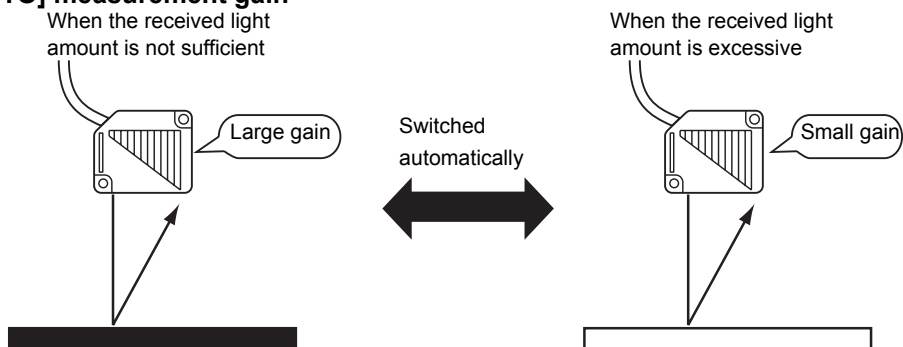 measurement gain
When the received light
amount is not sufficient
Large gain
Switched
automatically
When the received light
amount is excessive
Small gain